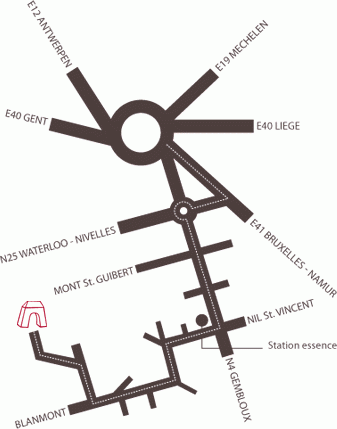 E12 ANTWERPEN
E19 MECHELEN
E40 GENT
E40 LIEGE
E41 BRUXELLES - NAMUR
N25 WATERLOO - NIVELLES
MONT St. GUIBERT
NIL St. VINCENT
Station essence
N4 GEMBLOUX
BLANMONT